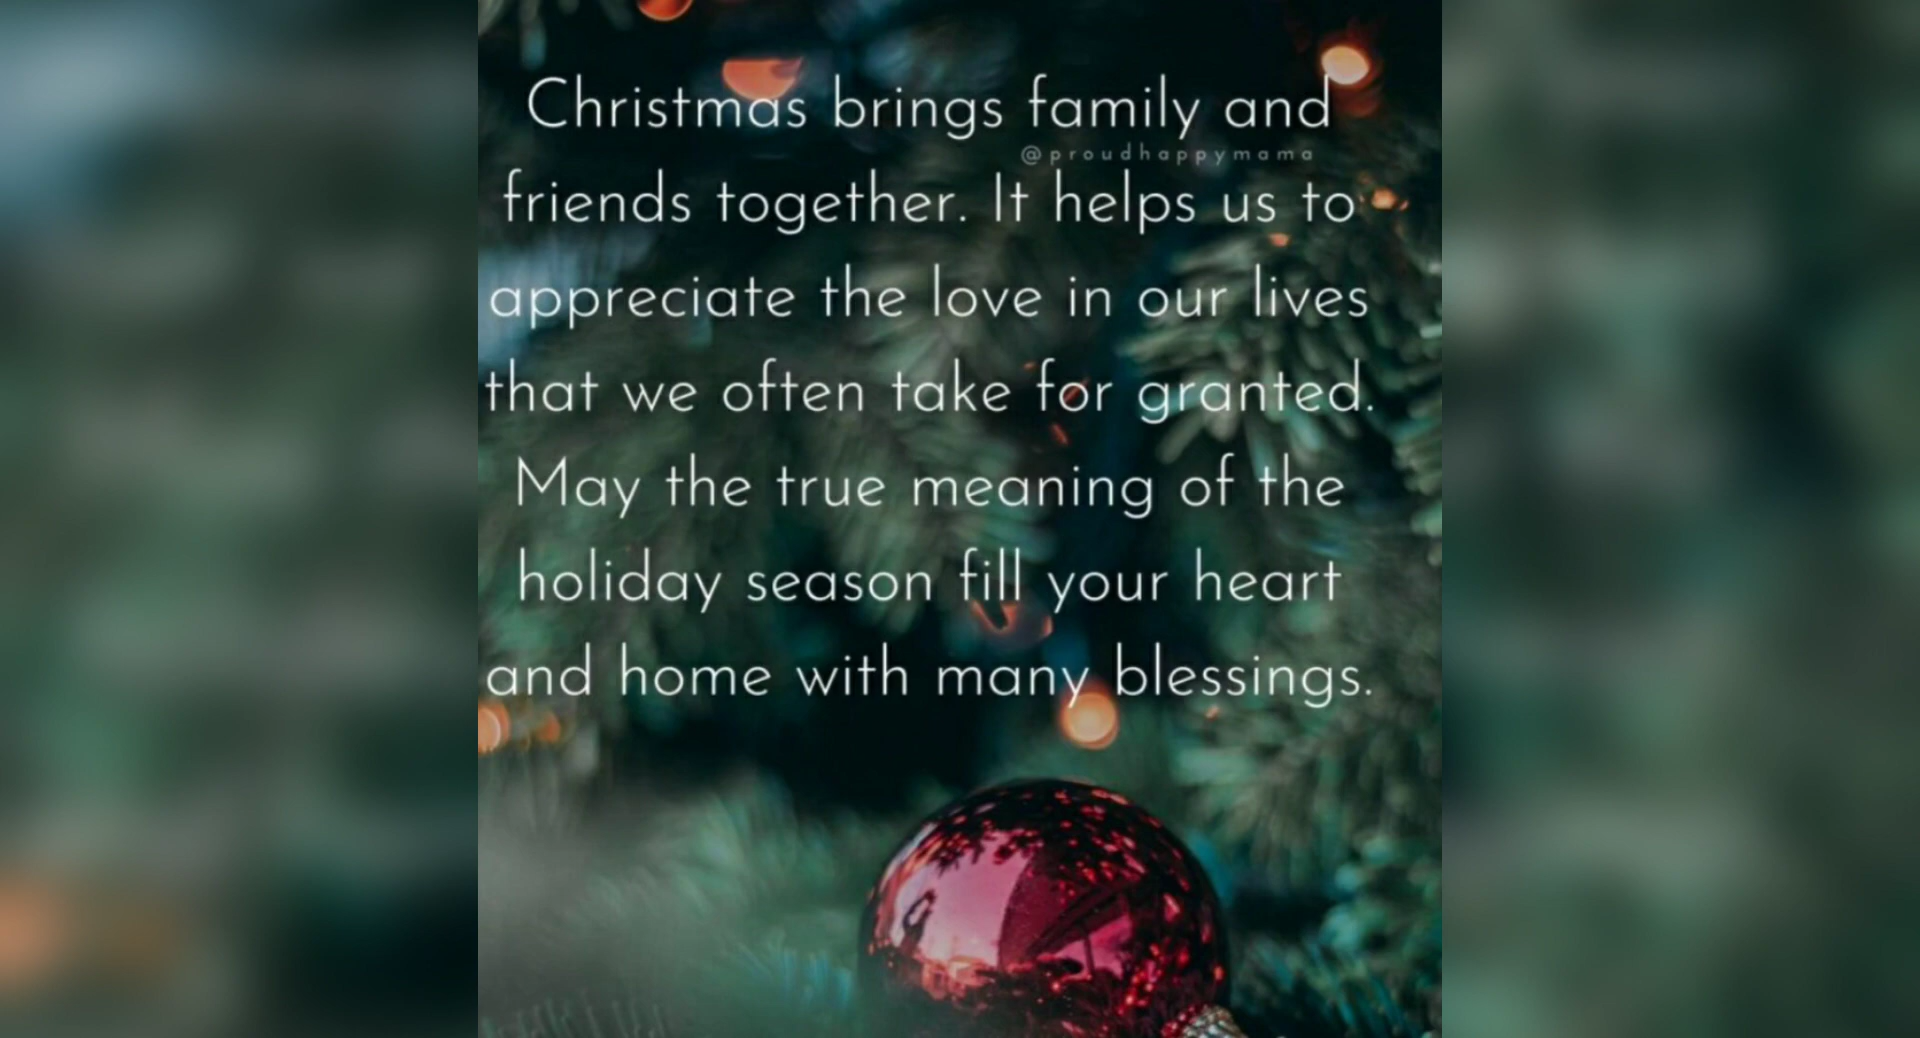 Christmas brings family and
@proudhappymama
friends together. It helps us to
appreciate the love in our lives
that we often take for granted.
May the true meaning of the
holiday season fill your heart
and home with many blessings.